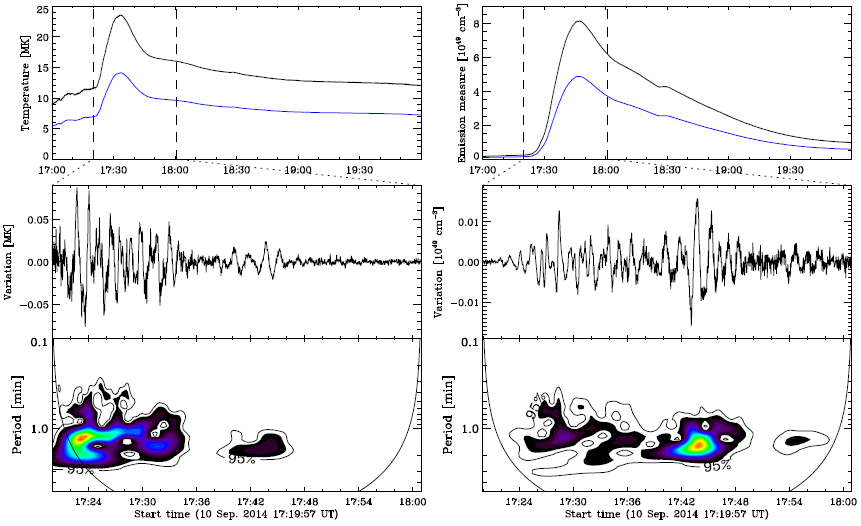 25
20
15
10
5
0
Temperature [MK]
17:00 17:30 18:00 18:30 19:00 19:30
8
6
4
2
0
Emission measure [10⁴⁹ cm⁻³]
17:00 17:30 18:00 18:30 19:00 19:30
0.05
0.00
−0.05
Variation [MK]
0.01
0.00
−0.01
Variation [10⁴⁹ cm⁻³]
0.1
1.0
Period [min]
95%
95%
17:24 17:30 17:36 17:42 17:48 17:54 18:00
Start time (10 Sep. 2014 17:19:57 UT)
0.1
1.0
Period [min]
95%
95%
17:24 17:30 17:36 17:42 17:48 17:54 18:00
Start time (10 Sep. 2014 17:19:57 UT)